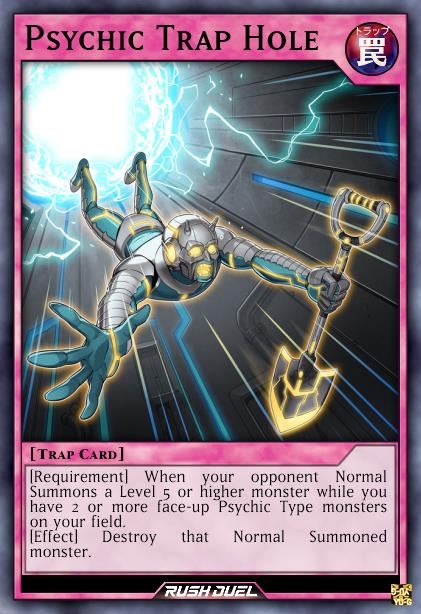 Psychic Trap Hole
トラップ
罠
[Trap Card]
[Requirement] When your opponent Normal
Summons a Level 5 or higher monster while you
have 2 or more face-up Psychic Type monsters
on your field.
[Effect] Destroy that Normal Summoned
monster.
RUSH DUEL